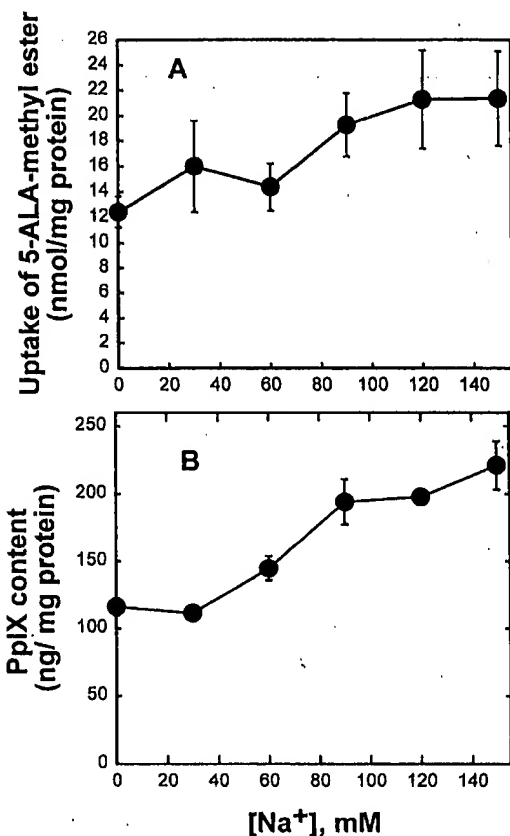 A
Uptake of 5-ALA-methyl ester
(nmol/mg protein)
26
24
22
20
18
16
14
12
10
8
6
4
2
0
0 20 40 60 80 100 120 140
B
PpIX content
(ng/ mg protein)
250
200
150
100
50
0
0 20 40 60 80 100 120 140
[Na+], mM